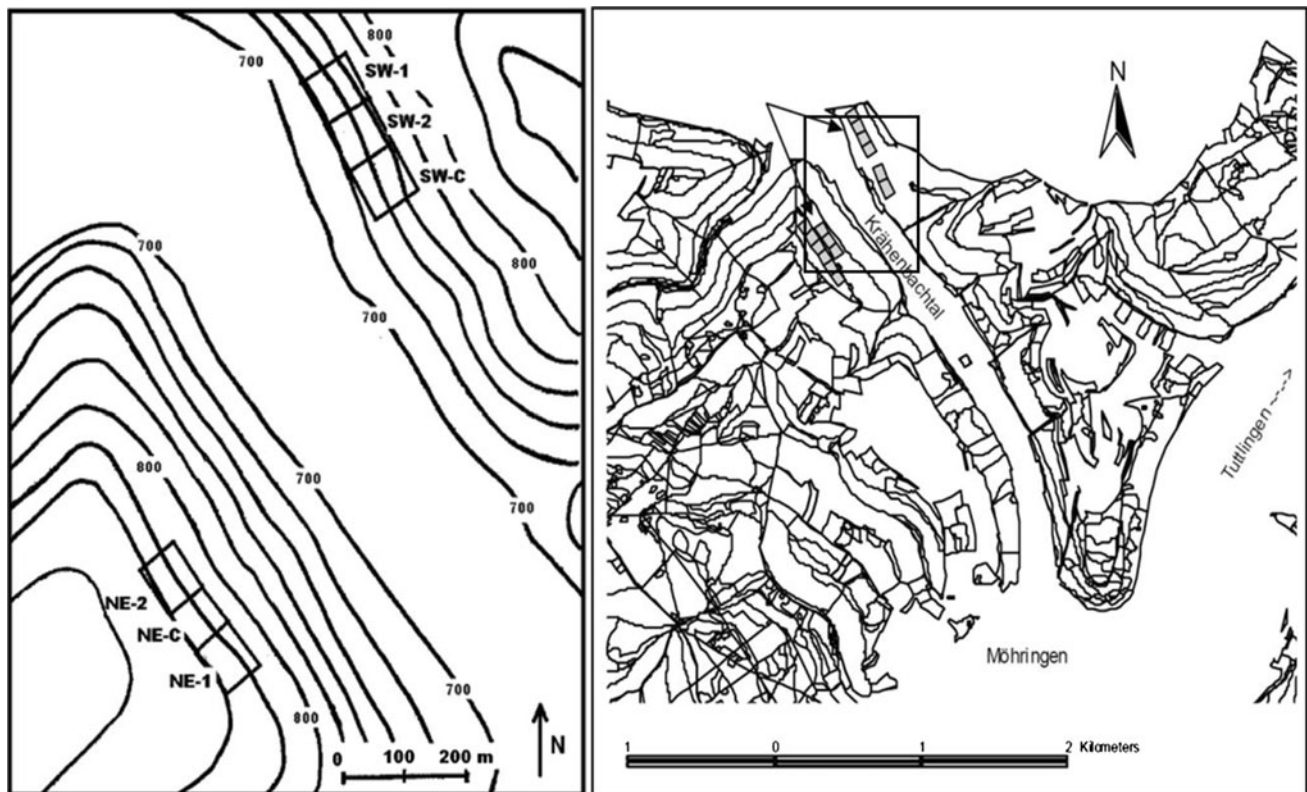 800
700
SW-1
SW-2
SW-C
800
700
700
800
700
NE-2
NE-C
NE-1
700
800
0 100 200 m
N
700
N
Krähenbachtal
Tuttlingen --->
Möhringen
1 0 1 2 Kilometers